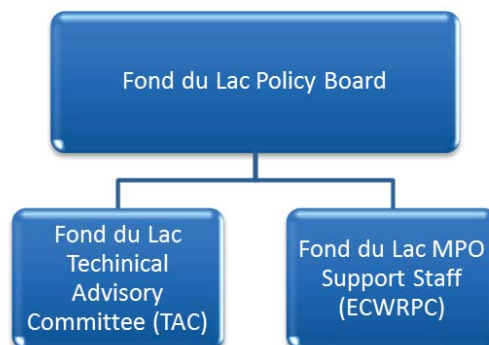 Fond du Lac Policy Board
Fond du Lac
Techinical
Advisory
Committee (TAC)
Fond du Lac MPO
Support Staff
(ECWRPC)